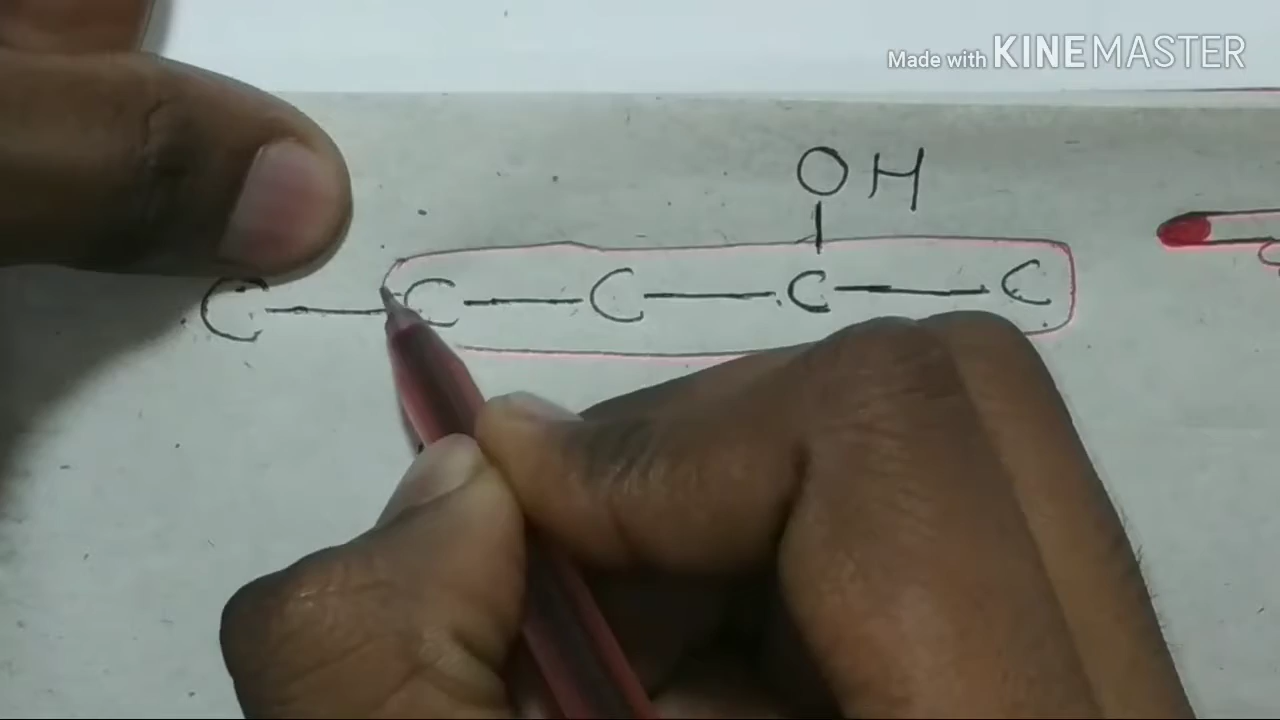 Made with KINEMASTER
OH
C — C — C — C — C